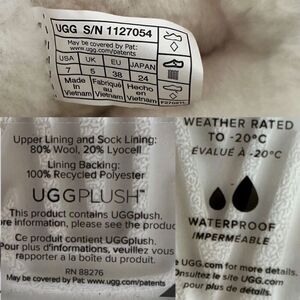 UGG S/N 1127054
May be covered by Pat:
www.ugg.com/patents
USA UK EU JAPAN
7 5 38 24
Made in Fabriqué Hecho
Vietnam au en
Vietnam Vietnam
Upper Lining and Sock Lining:
80% Wool, 20% Lyocell
Lining Backing:
100% Recycled Polyester
UGGPLUSH™
This product contains UGGplush.
more information, please see the produc
Ce produit contient UGGplush.
Pour plus d'informations, veuillez vous
rapporter à la page du produit
RN 88276
May be covered by Pat: www.ugg.com/patents
WEATHER RATED
TO -20°C
ÉVALUÉ À -20°C
WATERPROOF
IMPERMÉABLE
UGG.com for more details.
Consultez le site UGG.com
pour plus de détails.